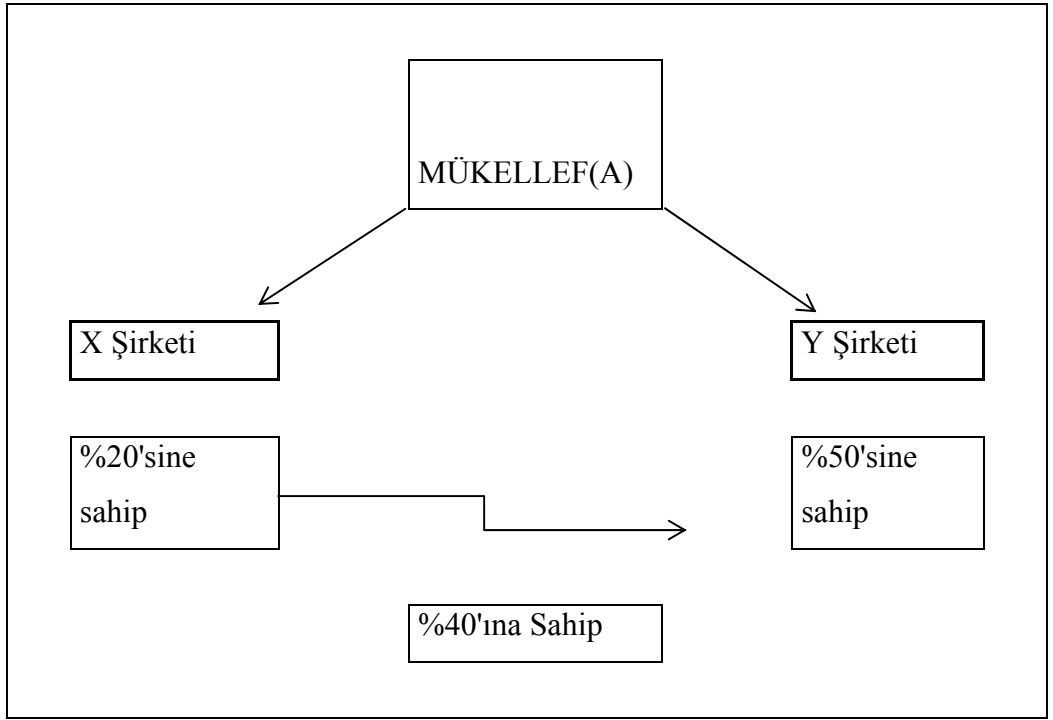 MÜKELLEF(A)
X Şirketi
Y Şirketi
%20'sine
sahip
%50'sine
sahip
%40'ına Sahip